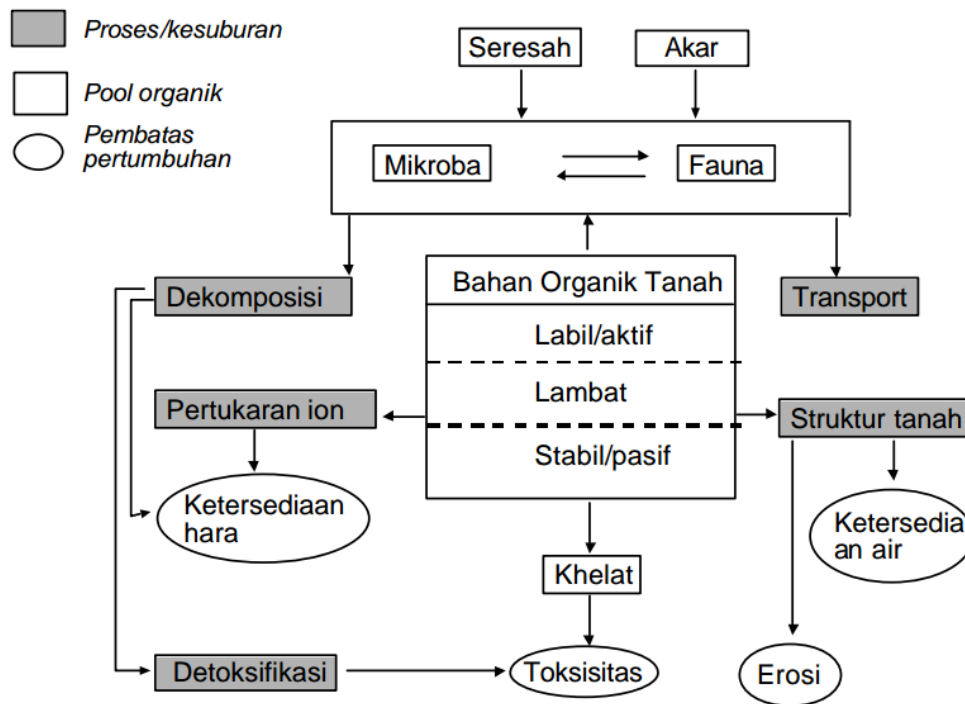 Proses/kesuburan
Pool organik
Pembatas
pertumbuhan
Seresah
Akar
Mikroba
Fauna
Dekomposisi
Bahan Organik Tanah
Transport
Labil/aktif
Lambat
Stabil/pasif
Pertukaran ion
Struktur tanah
Ketersediaan
hara
Ketersedia
an air
Khelat
Detoksifikasi
Toksisitas
Erosi